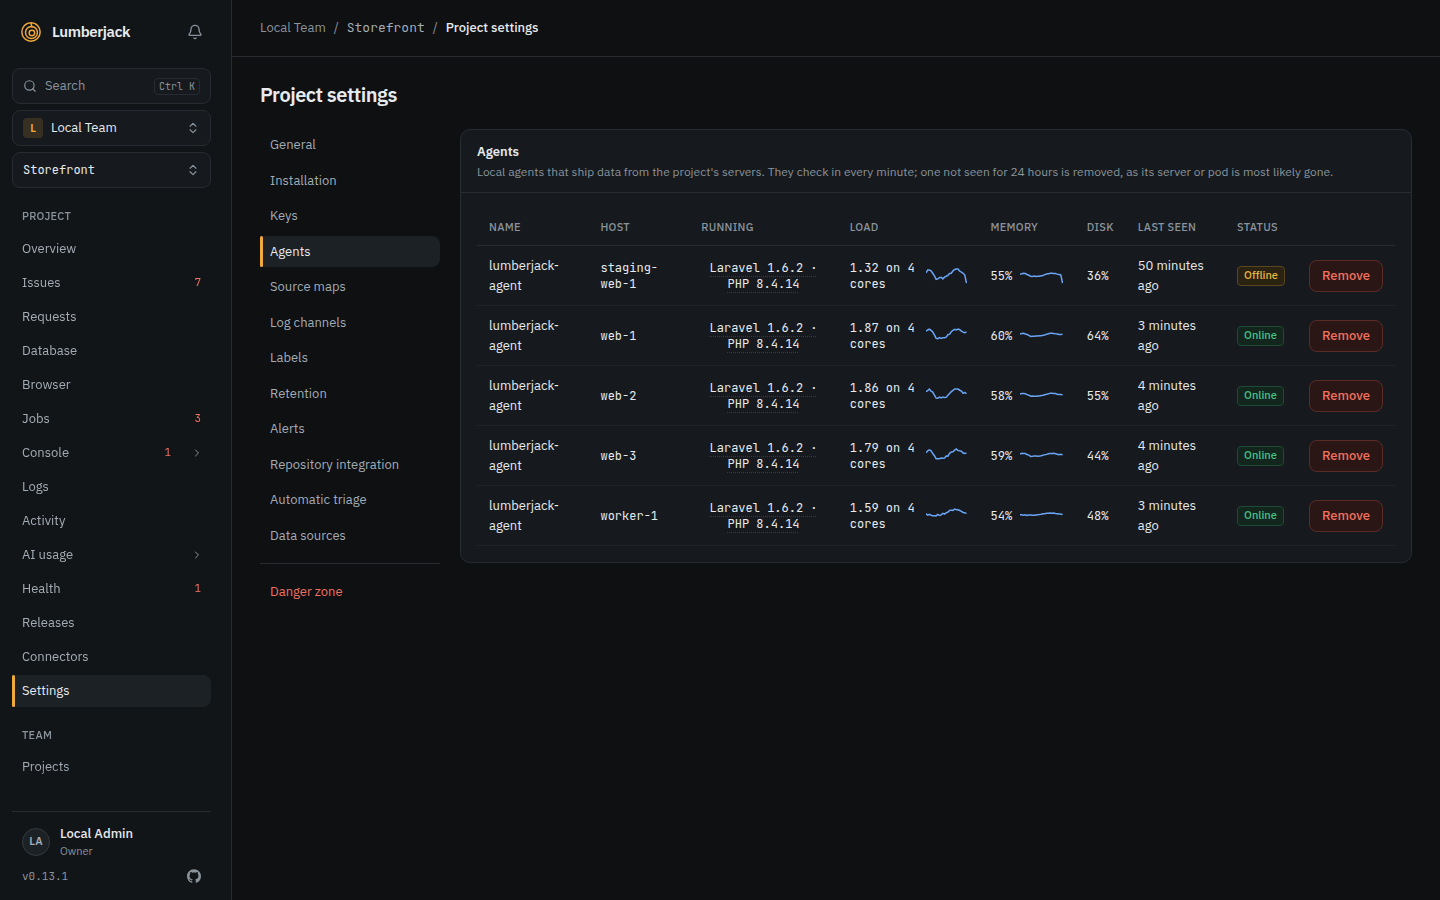 Lumberjack
Search Ctrl K
L Local Team
Storefront
PROJECT
Overview
Issues 7
Requests
Database
Browser
Jobs 3
Console 1
Logs
Activity
AI usage
Health 1
Releases
Connectors
Settings
TEAM
Projects
LA Local Admin
Owner
v0.13.1
Local Team / Storefront / Project settings
Project settings
General
Installation
Keys
Agents
Source maps
Log channels
Labels
Retention
Alerts
Repository integration
Automatic triage
Data sources
Danger zone
Agents
Local agents that ship data from the project's servers. They check in every minute; one not seen for 24 hours is removed, as its server or pod is most likely gone.
NAME HOST RUNNING LOAD MEMORY DISK LAST SEEN STATUS
lumberjack-agent staging-web-1 Laravel 1.6.2 · PHP 8.4.14 1.32 on 4 cores 55% 36% 50 minutes ago Offline Remove
lumberjack-agent web-1 Laravel 1.6.2 · PHP 8.4.14 1.87 on 4 cores 60% 64% 3 minutes ago Online Remove
lumberjack-agent web-2 Laravel 1.6.2 · PHP 8.4.14 1.86 on 4 cores 58% 55% 4 minutes ago Online Remove
lumberjack-agent web-3 Laravel 1.6.2 · PHP 8.4.14 1.79 on 4 cores 59% 44% 4 minutes ago Online Remove
lumberjack-agent worker-1 Laravel 1.6.2 · PHP 8.4.14 1.59 on 4 cores 54% 48% 3 minutes ago Online Remove